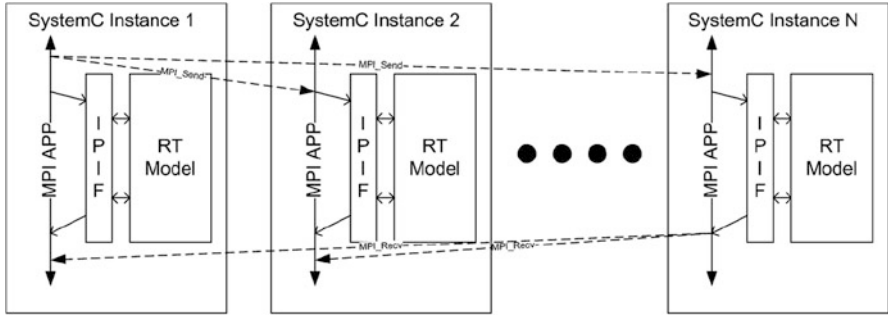 SystemC Instance 1
SystemC Instance 2
SystemC Instance N
MPI_Send
MPI_Send
MPI APP
I
P
I
F
RT
Model
MPI APP
I
P
I
F
RT
Model
MPI APP
I
P
I
F
RT
Model
MPI_Recv
MPI_Recv